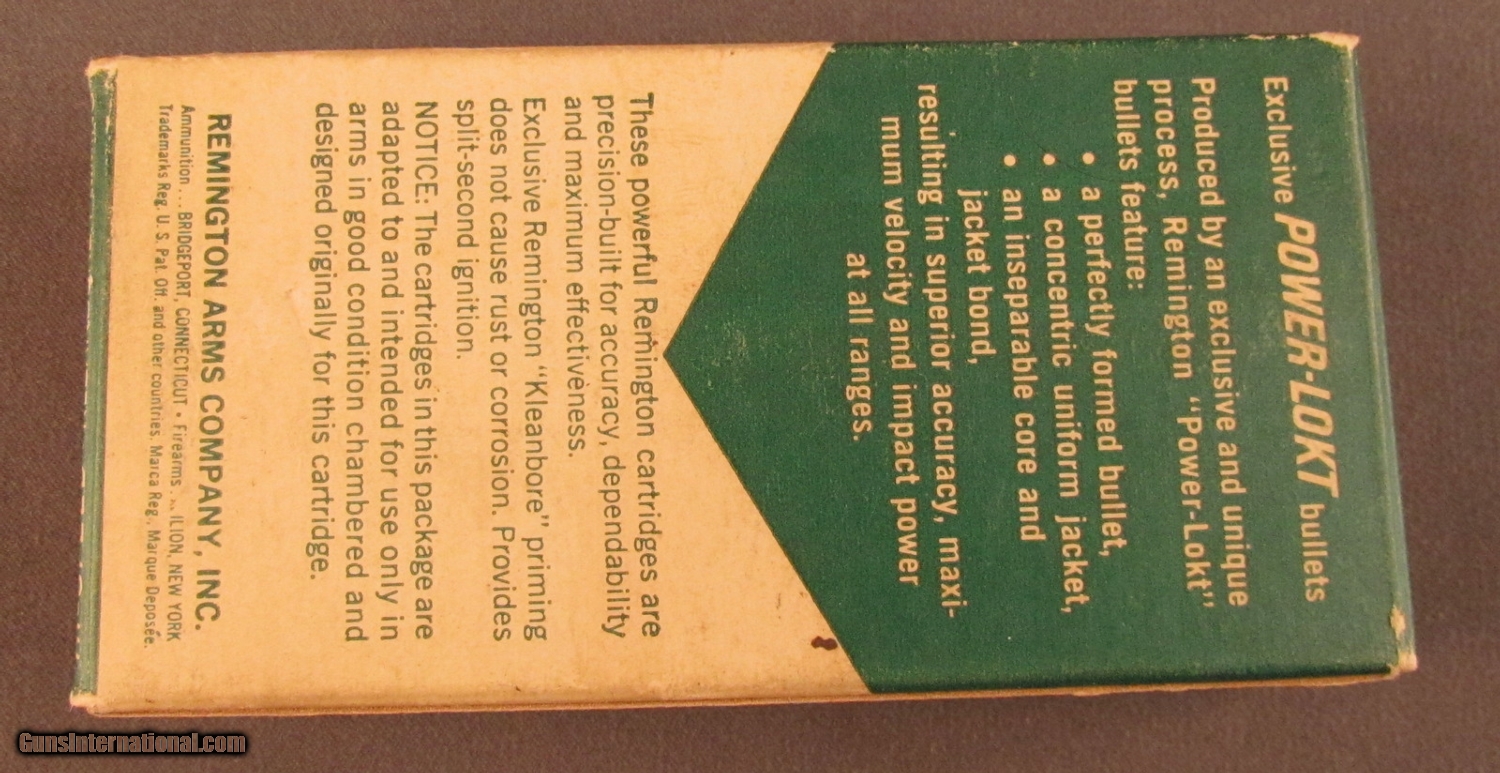 Exclusive POWER-LOKT bullets
Produced by an exclusive and unique
process, Remington "Power-Lokt"
bullets feature:
• a perfectly formed bullet,
• a concentric uniform jacket,
• an inseparable core and
jacket bond,
resulting in superior accuracy, maxi-
mum velocity and impact power
at all ranges.
These powerful Remington cartridges are
precision-built for accuracy, dependability
and maximum effectiveness.
Exclusive Remington "Kleanbore" priming
does not cause rust or corrosion. Provides
split-second ignition.
NOTICE: The cartridges in this package are
adapted to and intended for use only in
arms in good condition chambered and
designed originally for this cartridge.
REMINGTON ARMS COMPANY, INC.
Ammunition ... BRIDGEPORT, CONNECTICUT • Firearms ... ILION, NEW YORK
Trademarks Reg. U. S. Pat. Off. and other countries. Marca Reg., Marque Deposée.
GunsInternational.com